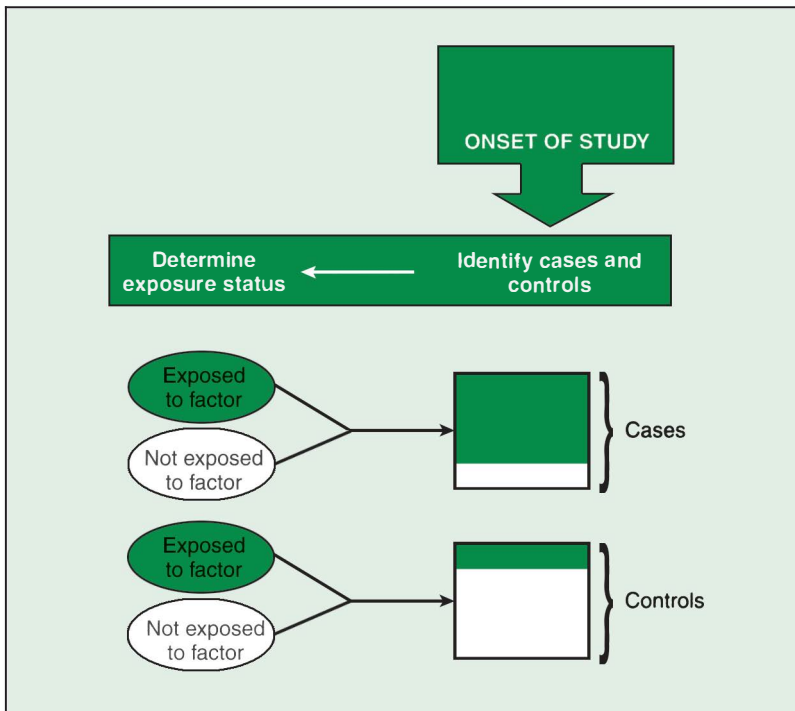 ONSET OF STUDY
Determine
exposure status
Identify cases and
controls
Exposed
to factor
Not exposed
to factor
Cases
Exposed
to factor
Not exposed
to factor
Controls